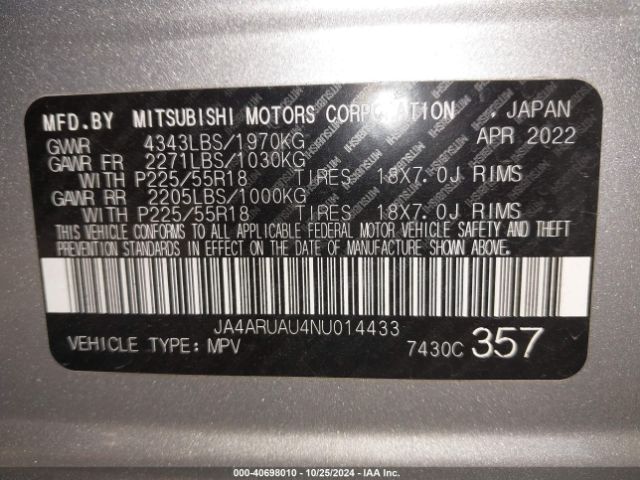 MFD.BY MITSUBISHI MOTORS CORPORATION . JAPAN
GVWR 4343LBS/1970KG APR 2022
GAWR FR 2271LBS/1030KG
WITH P225/55R18 TIRES 18X7.0J RIMS
GAWR RR 2205LBS/1000KG
WITH P225/55R18 TIRES 18X7.0J RIMS
THIS VEHICLE CONFORMS TO ALL APPLICABLE FEDERAL MOTOR VEHICLE SAFETY AND THEFT
PREVENTION STANDARDS IN EFFECT ON THE DATE OF MANUFACTURE SHOWN ABOVE.
JA4ARUAU4NU014433
VEHICLE TYPE:MPV 7430C 357
000-40698010 - 10/25/2024 - IAA Inc.